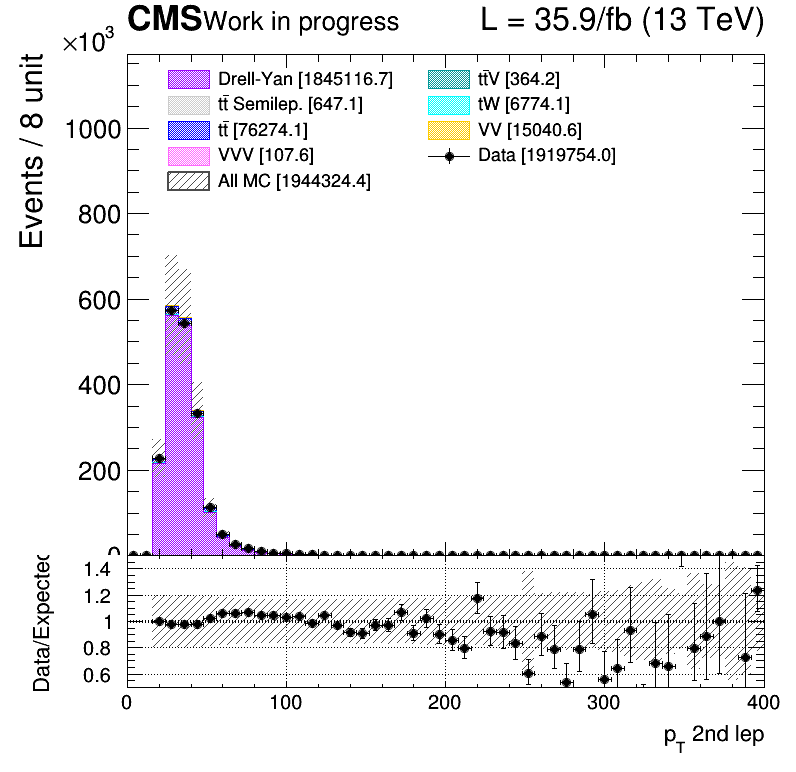 CMS Work in progress L = 35.9/fb (13 TeV)
×10³
Events / 8 unit
Drell-Yan [1845116.7]
tt̄ Semilep. [647.1]
tt̄ [76274.1]
VVV [107.6]
All MC [1944324.4]
tt̄V [364.2]
tW [6774.1]
VV [15040.6]
Data [1919754.0]
1000
800
600
400
200
0
Data/Expected
1.4
1.2
1
0.8
0.6
0 100 200 300 400
p_T 2nd lep